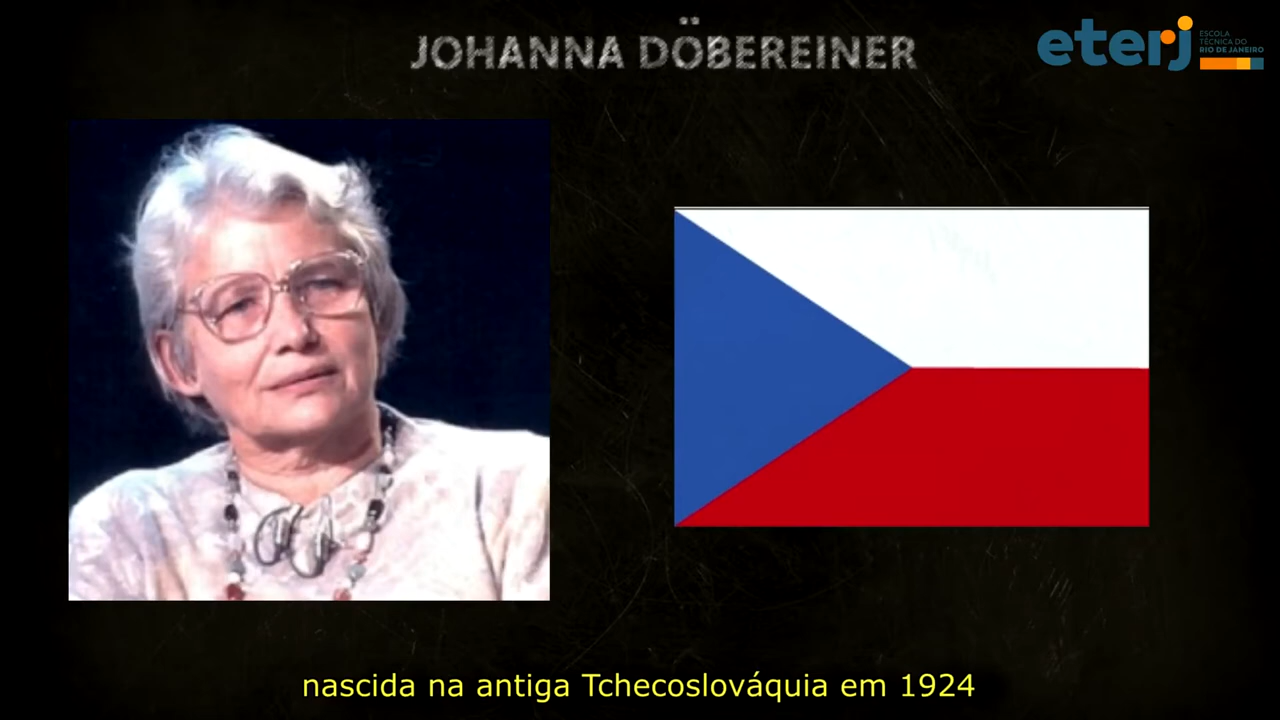 JOHANNA DÖBEREINER
eterj
ESCOLA
TÉCNICA DO
RIO DE JANEIRO
nascida na antiga Tchecoslováquia em 1924